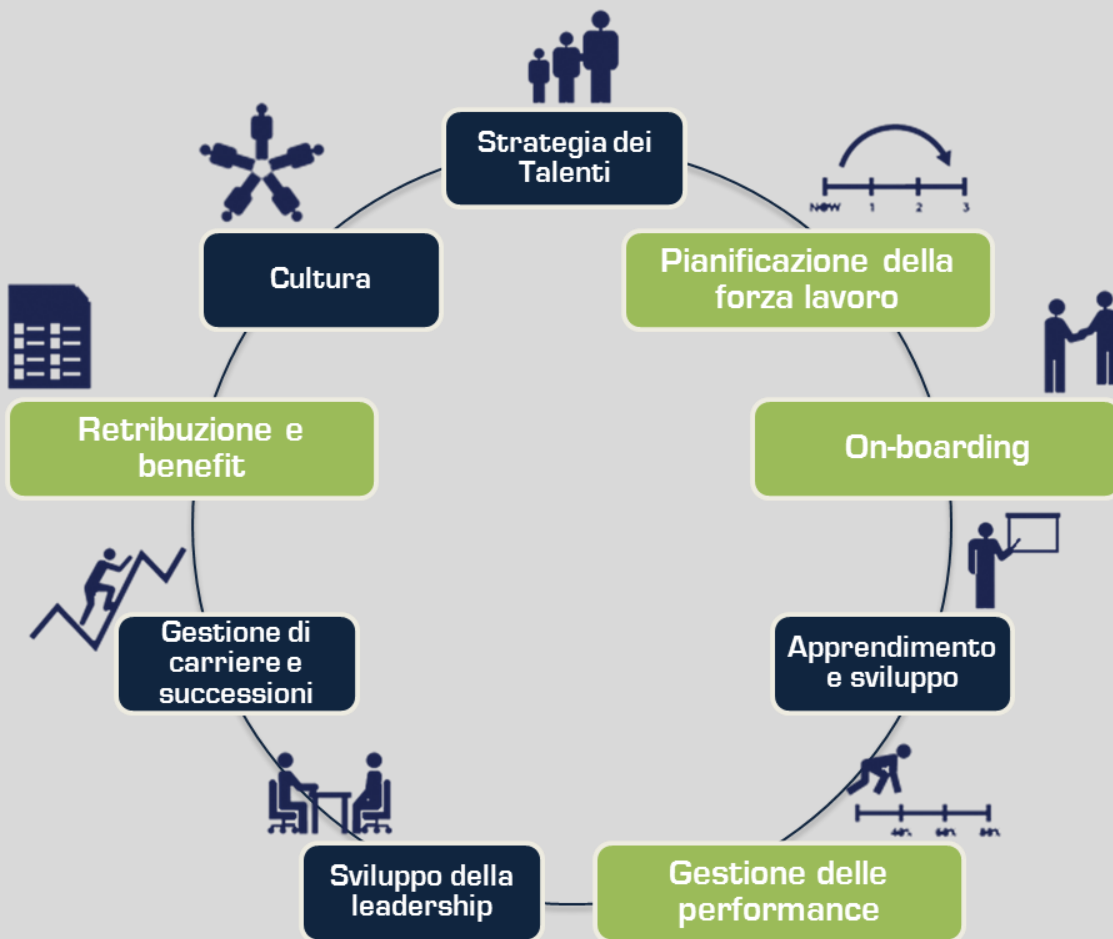 Strategia dei
Talenti
NOW 1 2 3
Pianificazione della
forza lavoro
On-boarding
Apprendimento
e sviluppo
Gestione delle
performance
Sviluppo della
leadership
Gestione di
carriere e
successioni
Retribuzione e
benefit
Cultura